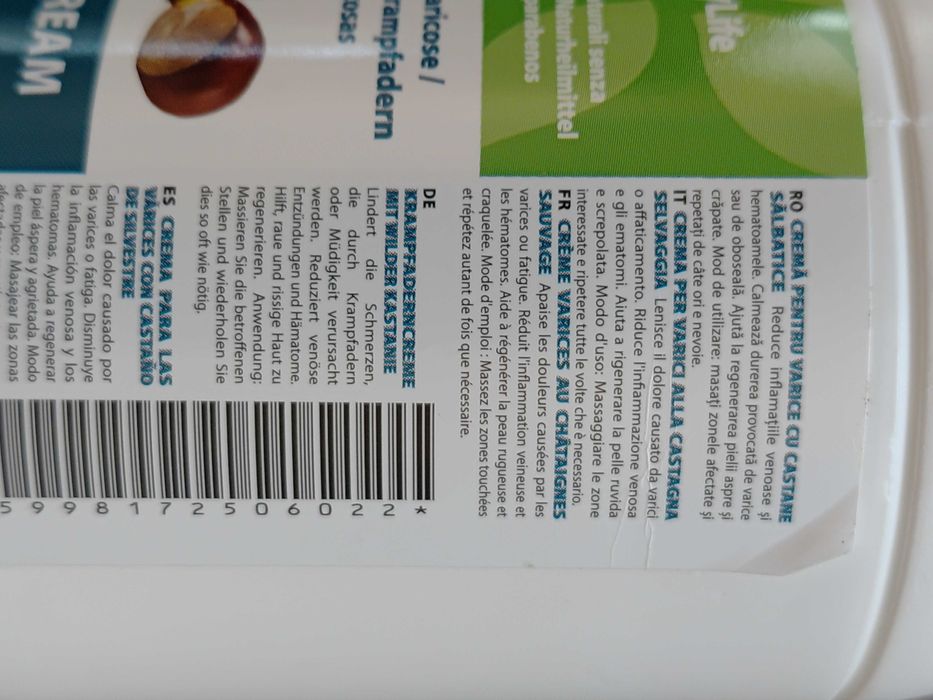 Life
naturali senza
Naturheilmittel
parabenos
aricose /
rampfadern
cosas
REAM
RO CREMĂ PENTRU VARICE CU CASTANE
SĂLBATICE Reduce inflamațiile venoase și
hematoamele. Calmează durerea provocată de varice
sau de oboseală. Ajută la regenerarea pielii aspre și
crăpate. Mod de utilizare: masați zonele afectate și
repetați de câte ori e nevoie.
IT CREMA PER VARICI ALLA CASTAGNA
SELVAGGIA Lenisce il dolore causato da varici
o affaticamento. Riduce l'infiammazione venosa
e gli ematomi. Aiuta a rigenerare la pelle ruvida
e screpolata. Modo d'uso: Massaggiare le zone
interessate e ripetere tutte le volte che è necessario.
FR CRÈME VARICES AU CHÂTAIGNES
SAUVAGE Apaise les douleurs causées par les
varices ou fatigue. Réduit l'inflammation veineuse et
les hématomes. Aide à régénérer la peau rugueuse et
craquelée. Mode d'emploi : Massez les zones touchées
et répétez autant de fois que nécessaire.
DE
KRAMPFADERNCREME
MIT WILDER KASTANIE
Lindert die Schmerzen,
die durch Krampfadern
oder Müdigkeit verursacht
werden. Reduziert venöse
Entzündungen und Hämatome.
Hilft, raue und rissige Haut zu
regenerieren. Anwendung:
Massieren Sie die betroffenen
Stellen und wiederholen Sie
dies so oft wie nötig.
ES CREMA PARA LAS
VÁRICES CON CASTAÑO
DE SILVESTRE
Calma el dolor causado por
las varices o fatiga. Disminuye
la inflamación venosa y los
hematomas. Ayuda a regenerar
la piel áspera y agrietada. Modo
de empleo: Masajear las zonas
*
2
2
0
6
0
5
2
7
1
8
9
9
5